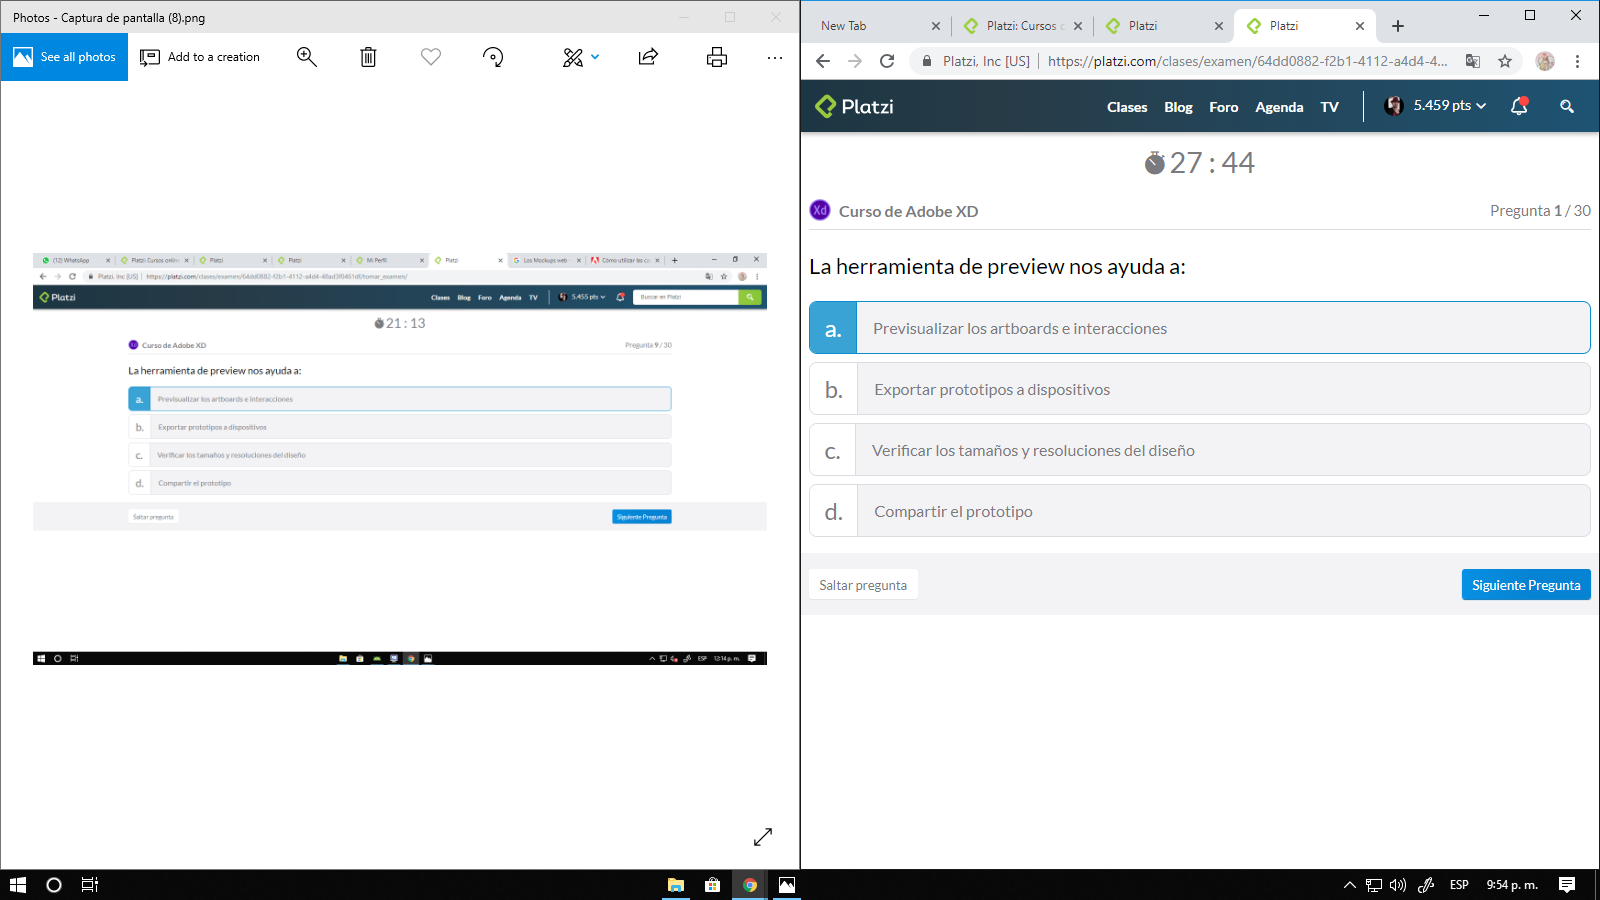 Photos - Captura de pantalla (8).png
See all photos
Add to a creation
(12) WhatsApp
Platzi: Cursos online
Platzi
Platzi
Mi Perfil
Platzi
Los Mockups web
Cómo utilizar los co
Platzi, Inc [US] | https://platzi.com/clases/examen/64dd0882-f2b1-4112-a4d4-48ad3f0461df/tomar_examen/
Platzi
Clases Blog Foro Agenda TV
5.455 pts
Buscar en Platzi
21 : 13
Curso de Adobe XD
Pregunta 9 / 30
La herramienta de preview nos ayuda a:
a. Previsualizar los artboards e interacciones
b. Exportar prototipos a dispositivos
c. Verificar los tamaños y resoluciones del diseño
d. Compartir el prototipo
Saltar pregunta
Siguiente Pregunta
ESP 12:14 p. m.
New Tab
Platzi: Cursos
Platzi
Platzi
Platzi, Inc [US] | https://platzi.com/clases/examen/64dd0882-f2b1-4112-a4d4-4...
Platzi
Clases Blog Foro Agenda TV
5.459 pts
27 : 44
Xd Curso de Adobe XD
Pregunta 1 / 30
La herramienta de preview nos ayuda a:
a. Previsualizar los artboards e interacciones
b. Exportar prototipos a dispositivos
c. Verificar los tamaños y resoluciones del diseño
d. Compartir el prototipo
Saltar pregunta
Siguiente Pregunta
ESP 9:54 p. m.